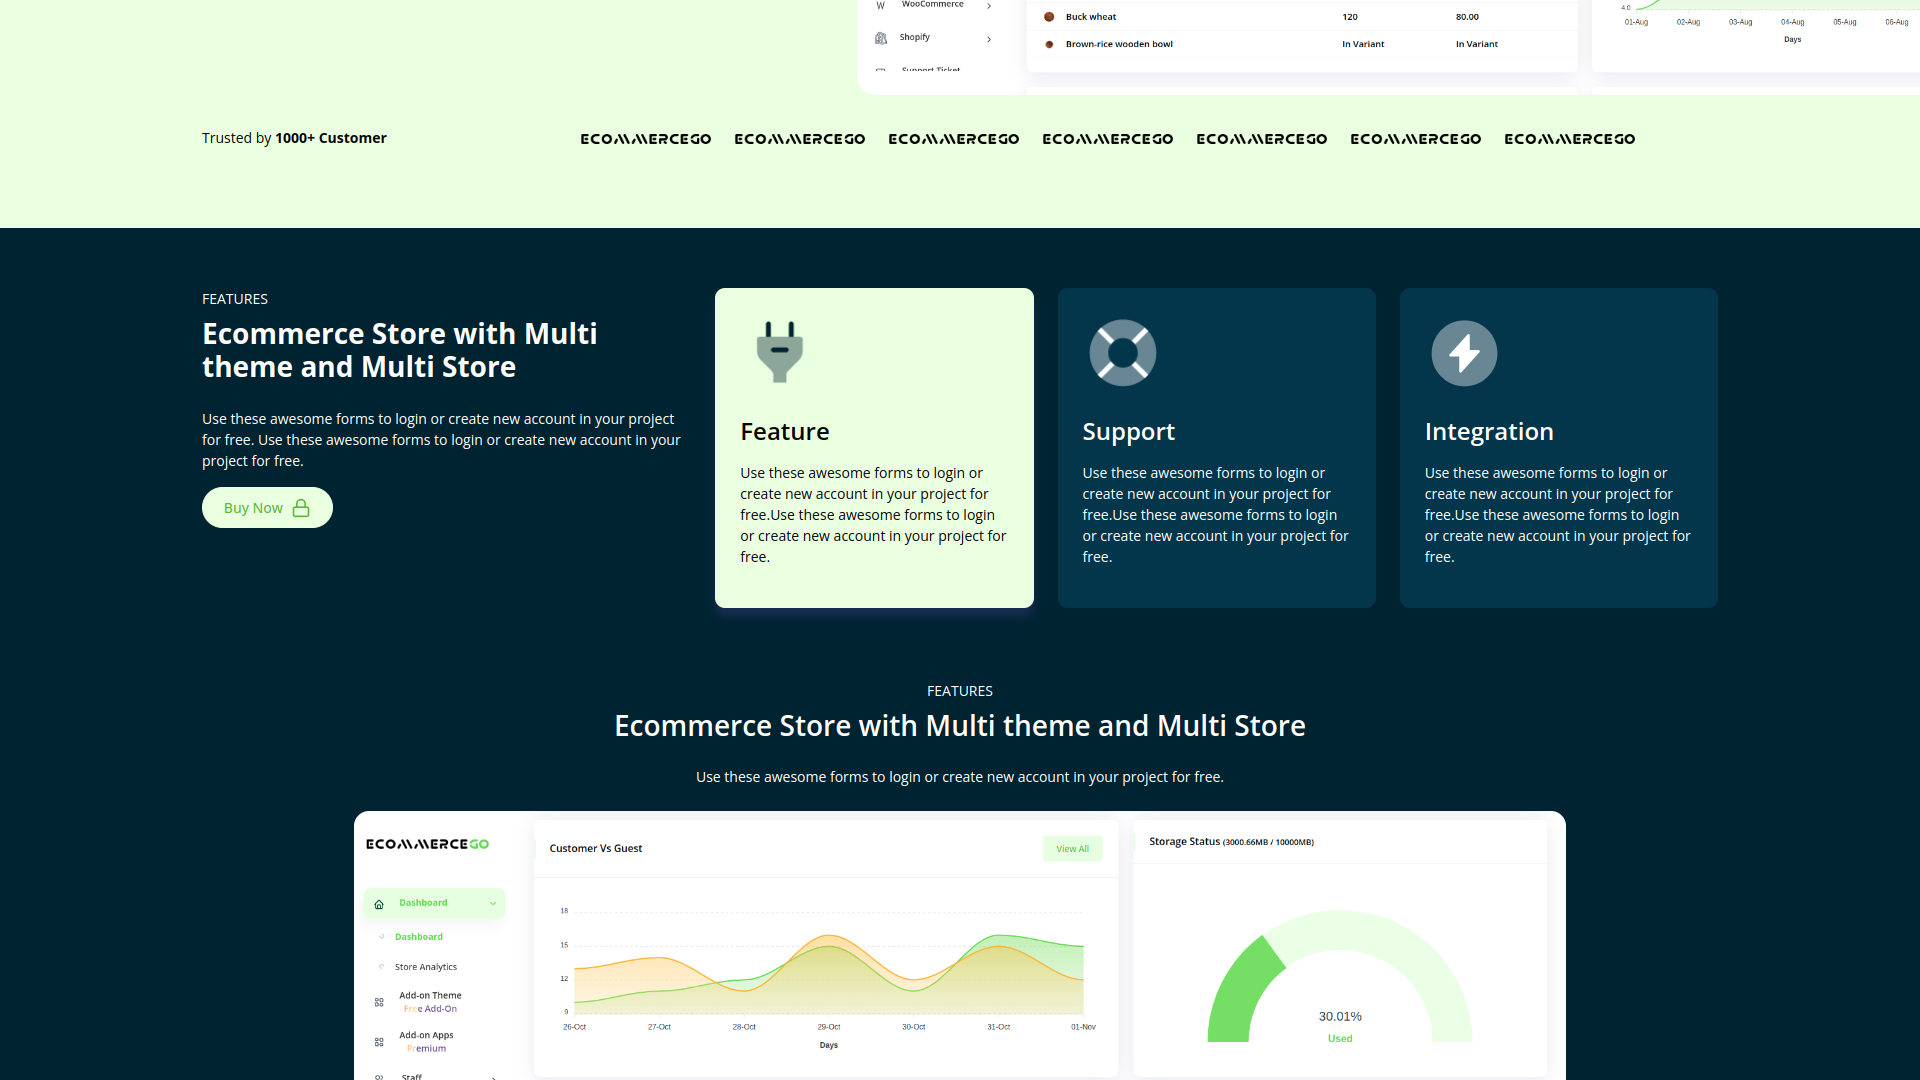 WooCommerce
Shopify
Support Ticket
Buck wheat 120 80.00
Brown-rice wooden bowl In Variant In Variant
4.0
01-Aug 02-Aug 03-Aug 04-Aug 05-Aug 06-Aug
Days
Trusted by 1000+ Customer
ECOMMERCEGO ECOMMERCEGO ECOMMERCEGO ECOMMERCEGO ECOMMERCEGO ECOMMERCEGO ECOMMERCEGO
FEATURES
Ecommerce Store with Multi
theme and Multi Store
Use these awesome forms to login or create new account in your project
for free. Use these awesome forms to login or create new account in your
project for free.
Buy Now
Feature
Use these awesome forms to login or
create new account in your project for
free.Use these awesome forms to login
or create new account in your project for
free.
Support
Use these awesome forms to login or
create new account in your project for
free.Use these awesome forms to login
or create new account in your project for
free.
Integration
Use these awesome forms to login or
create new account in your project for
free.Use these awesome forms to login
or create new account in your project for
free.
FEATURES
Ecommerce Store with Multi theme and Multi Store
Use these awesome forms to login or create new account in your project for free.
ECOMMERCEGO
Dashboard
Dashboard
Store Analytics
Add-on Theme
Free Add-On
Add-on Apps
Premium
Staff
Customer Vs Guest
View All
18
15
12
9
26-Oct 27-Oct 28-Oct 29-Oct 30-Oct 31-Oct 01-Nov
Days
Storage Status (3000.66MB / 10000MB)
30.01%
Used